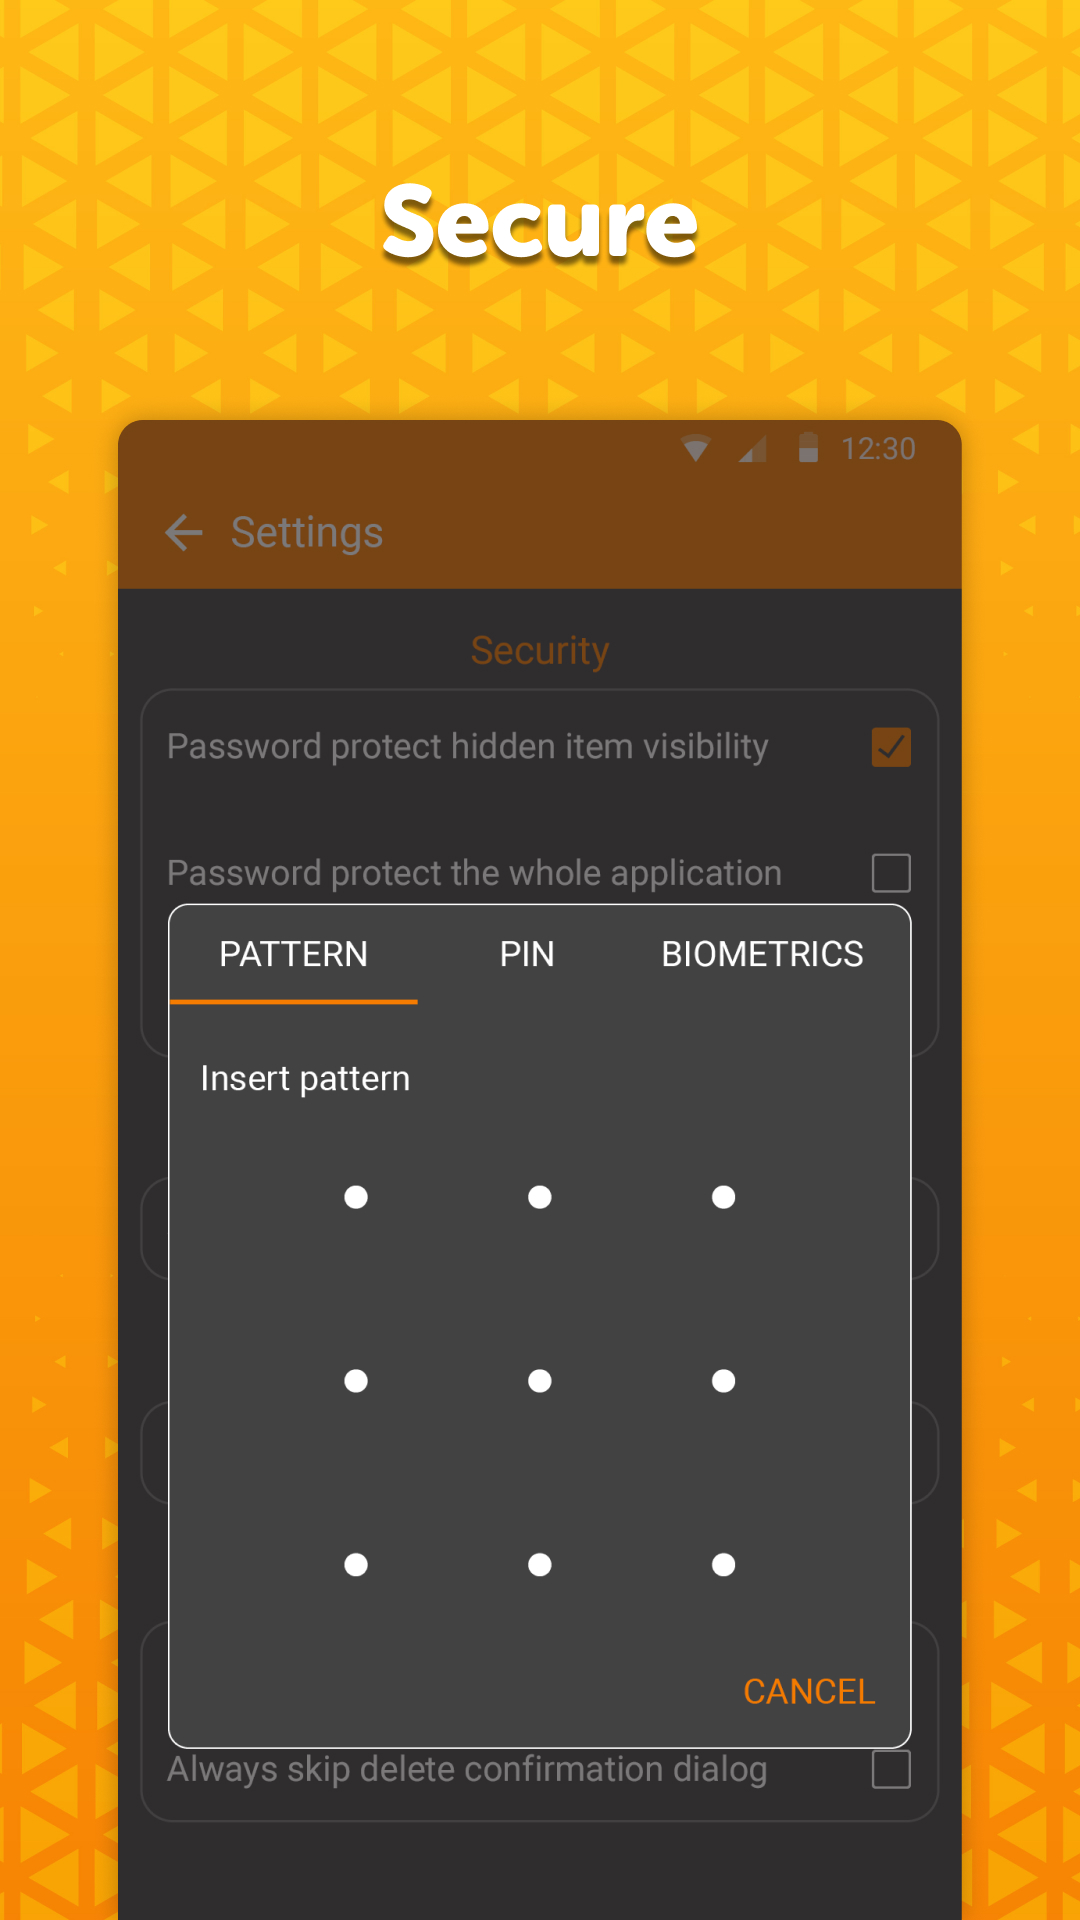 Secure
12:30
Settings
Security
Password protect hidden item visibility
Password protect the whole application
PATTERN PIN BIOMETRICS
Insert pattern
CANCEL
Always skip delete confirmation dialog